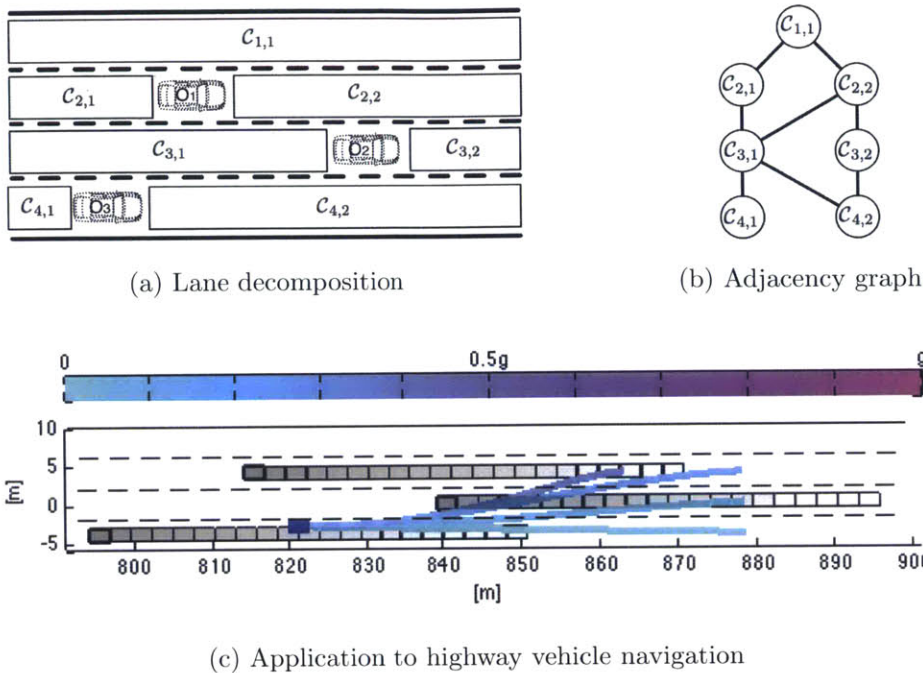 C1,1
C2,1 O1 C2,2
C3,1 O2 C3,2
C4,1 O3 C4,2
(a) Lane decomposition
C1,1
C2,1 C2,2
C3,1 C3,2
C4,1 C4,2
(b) Adjacency graph
0 0.5g g
10
5
0
-5
[m]
800 810 820 830 840 850 860 870 880 890 900
[m]
(c) Application to highway vehicle navigation